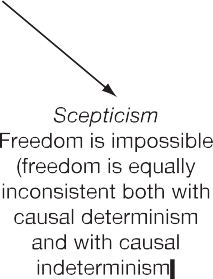 Scepticism
Freedom is impossible
(freedom is equally
inconsistent both with
causal determinism
and with causal
indeterminism